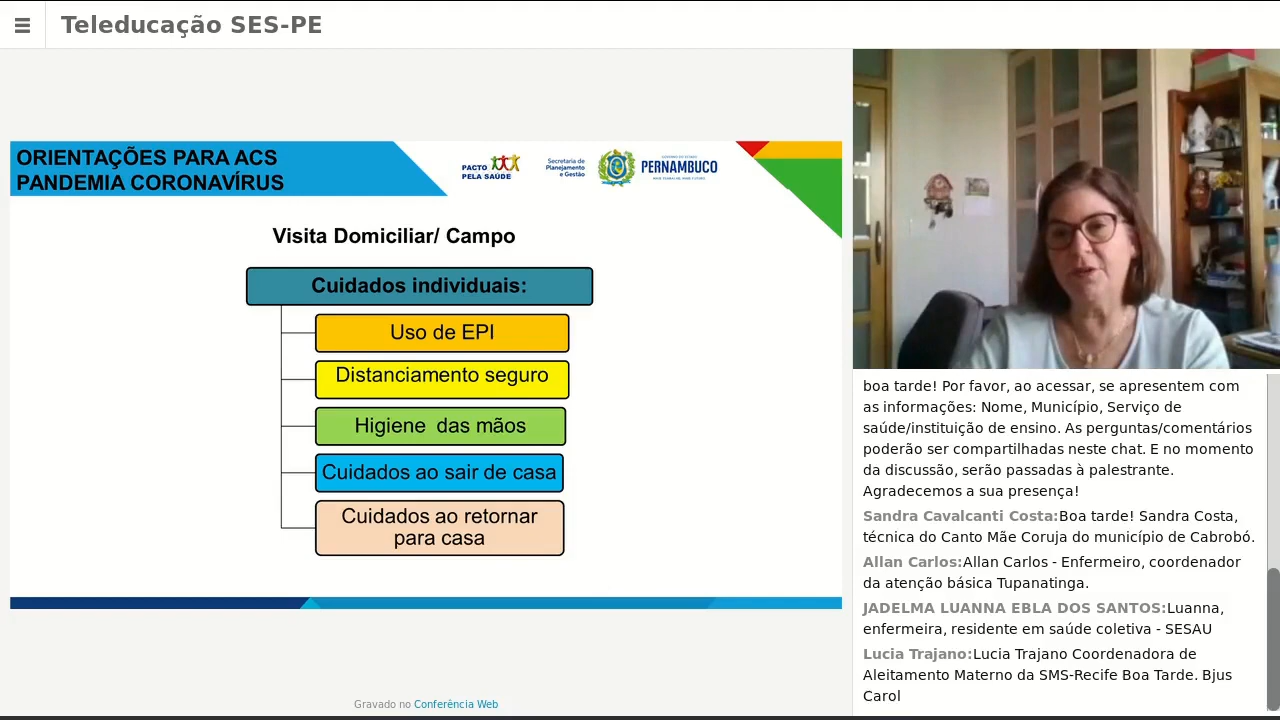 Teleducação SES-PE
ORIENTAÇÕES PARA ACS
PANDEMIA CORONAVÍRUS
PACTO
PELA SAÚDE
Secretaria de
Planejamento
e Gestão
GOVERNO DO ESTADO
PERNAMBUCO
MAIS TRABALHO, MAIS FUTURO
Visita Domiciliar/ Campo
Cuidados individuais:
Uso de EPI
Distanciamento seguro
Higiene  das mãos
Cuidados ao sair de casa
Cuidados ao retornar
para casa
Gravado no Conferência Web
boa tarde! Por favor, ao acessar, se apresentem com
as informações: Nome, Município, Serviço de
saúde/instituição de ensino. As perguntas/comentários
poderão ser compartilhadas neste chat. E no momento
da discussão, serão passadas à palestrante.
Agradecemos a sua presença!
Sandra Cavalcanti Costa:Boa tarde! Sandra Costa,
técnica do Canto Mãe Coruja do município de Cabrobó.
Allan Carlos:Allan Carlos - Enfermeiro, coordenador
da atenção básica Tupanatinga.
JADELMA LUANNA EBLA DOS SANTOS:Luanna,
enfermeira, residente em saúde coletiva - SESAU
Lucia Trajano:Lucia Trajano Coordenadora de
Aleitamento Materno da SMS-Recife Boa Tarde. Bjus
Carol